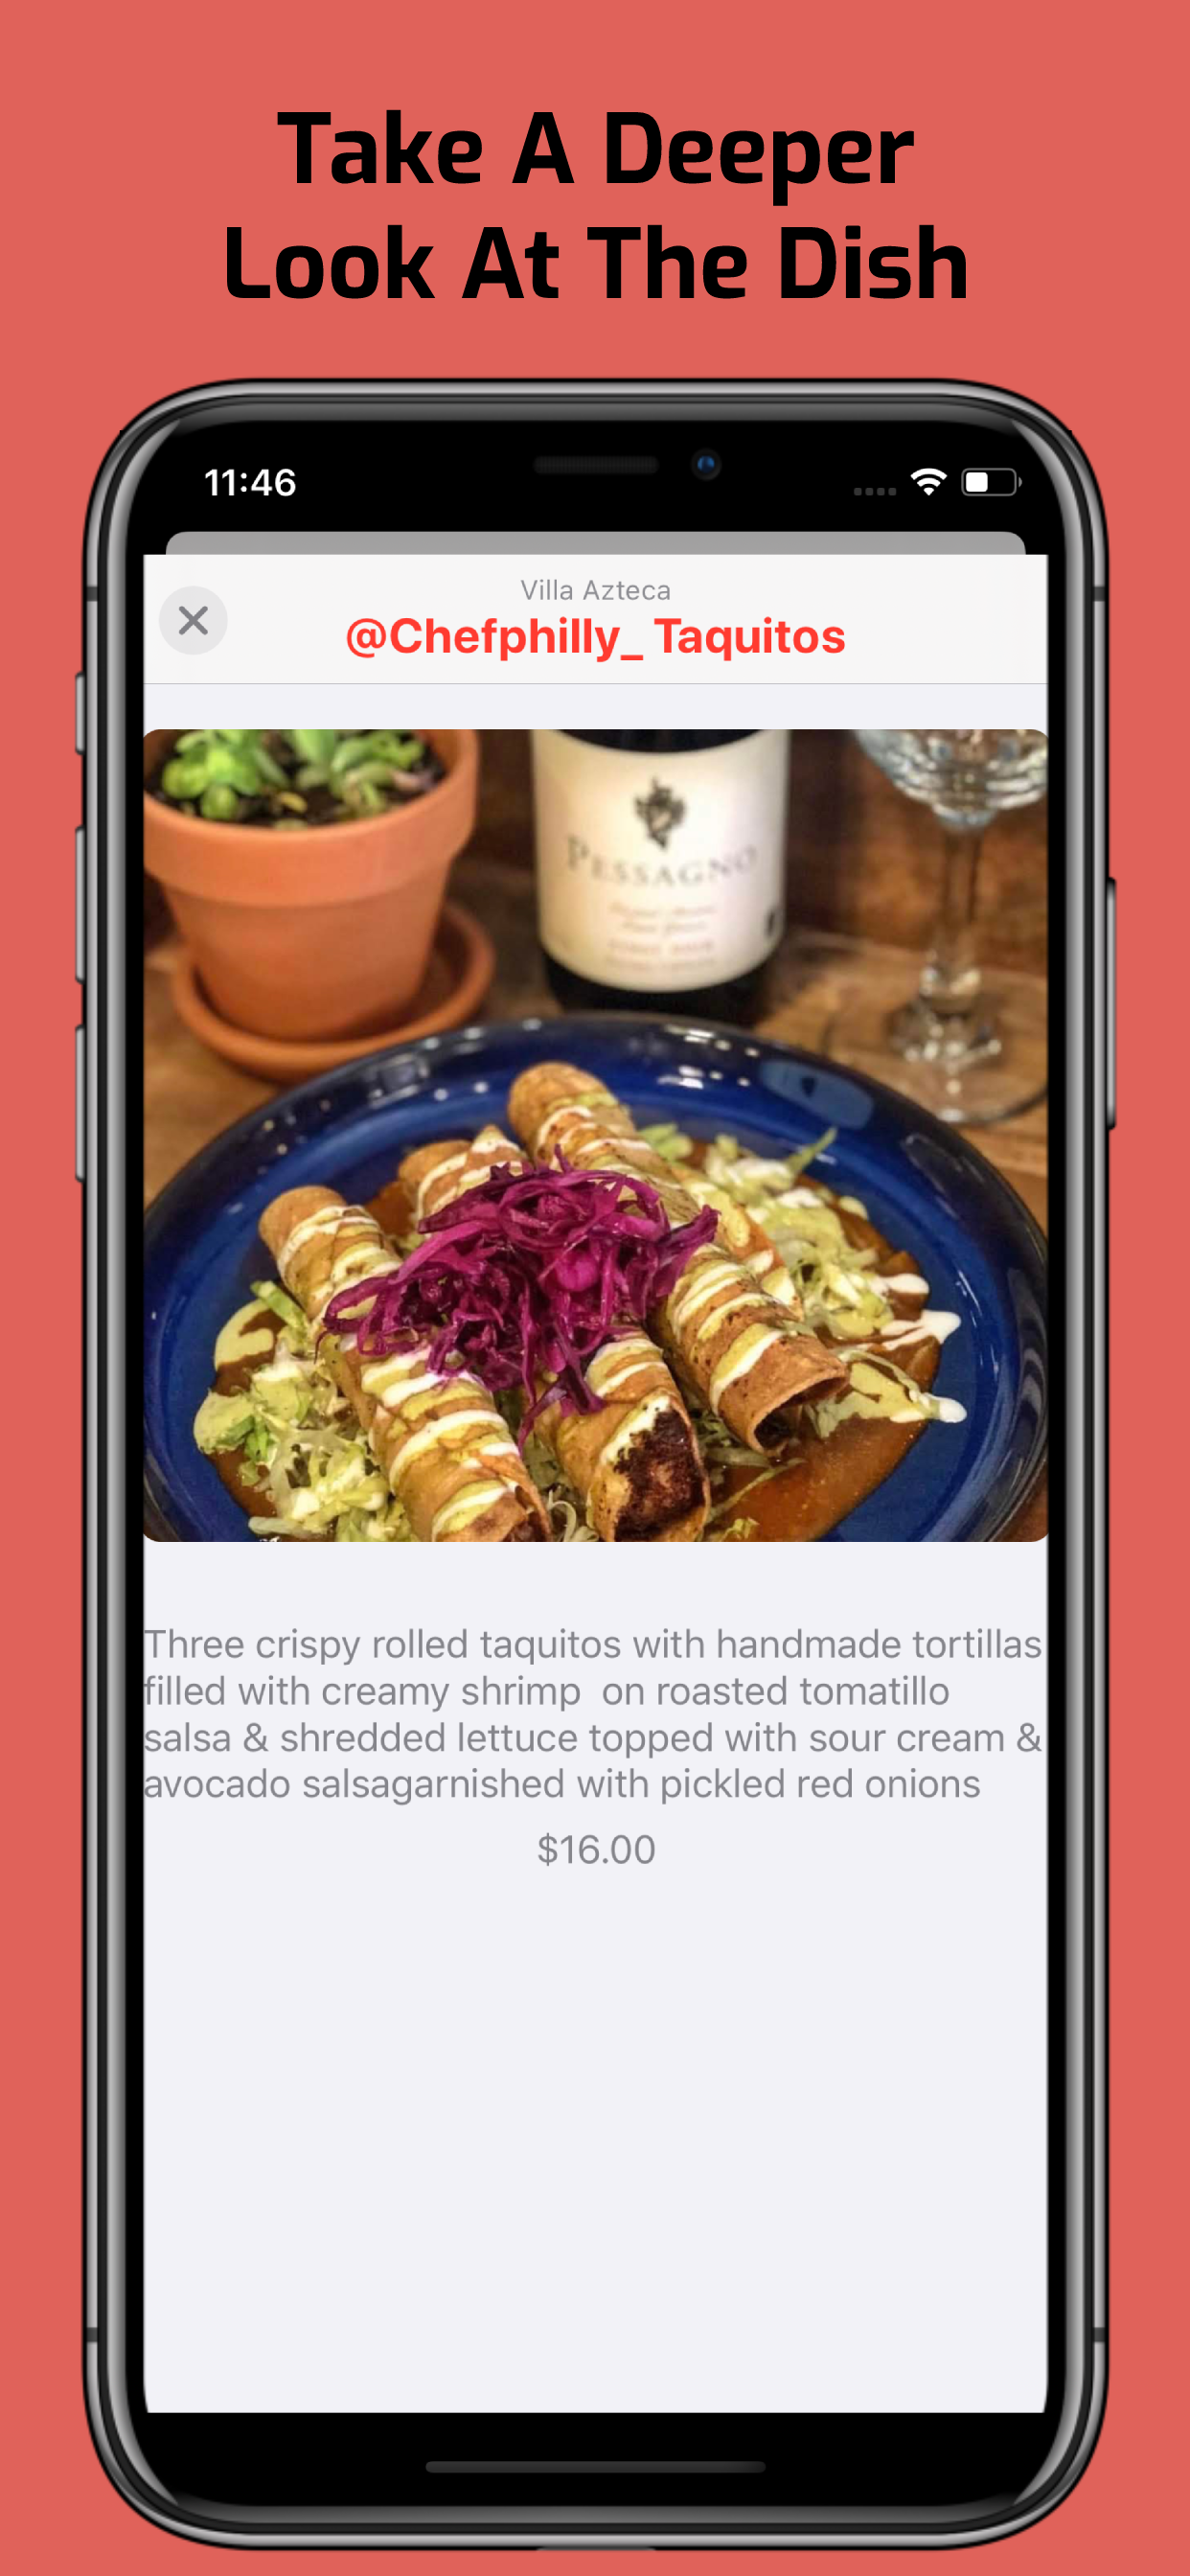 Take A Deeper
Look At The Dish
11:46
Villa Azteca
@Chefphilly_ Taquitos
PESSAGNO
Three crispy rolled taquitos with handmade tortillas
filled with creamy shrimp  on roasted tomatillo
salsa & shredded lettuce topped with sour cream &
avocado salsagarnished with pickled red onions
$16.00